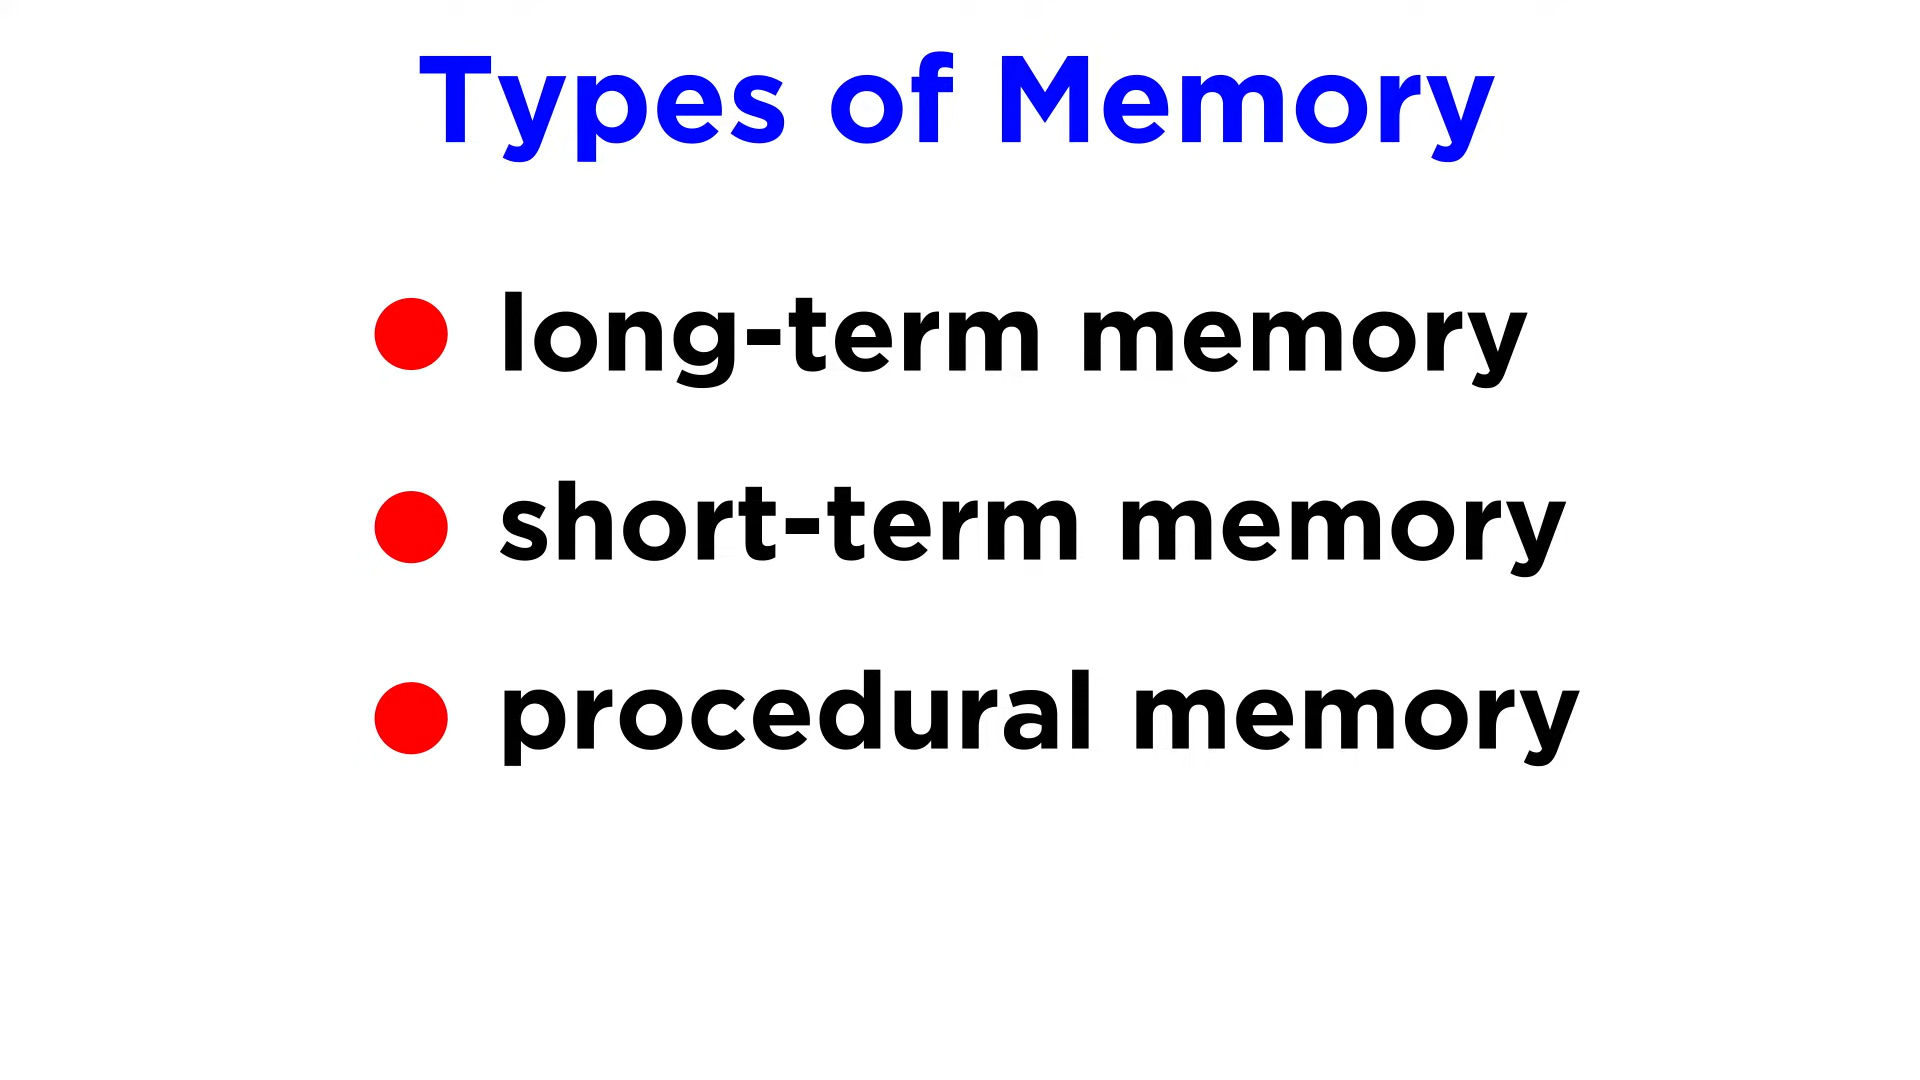 Types of Memory
long-term memory
short-term memory
procedural memory